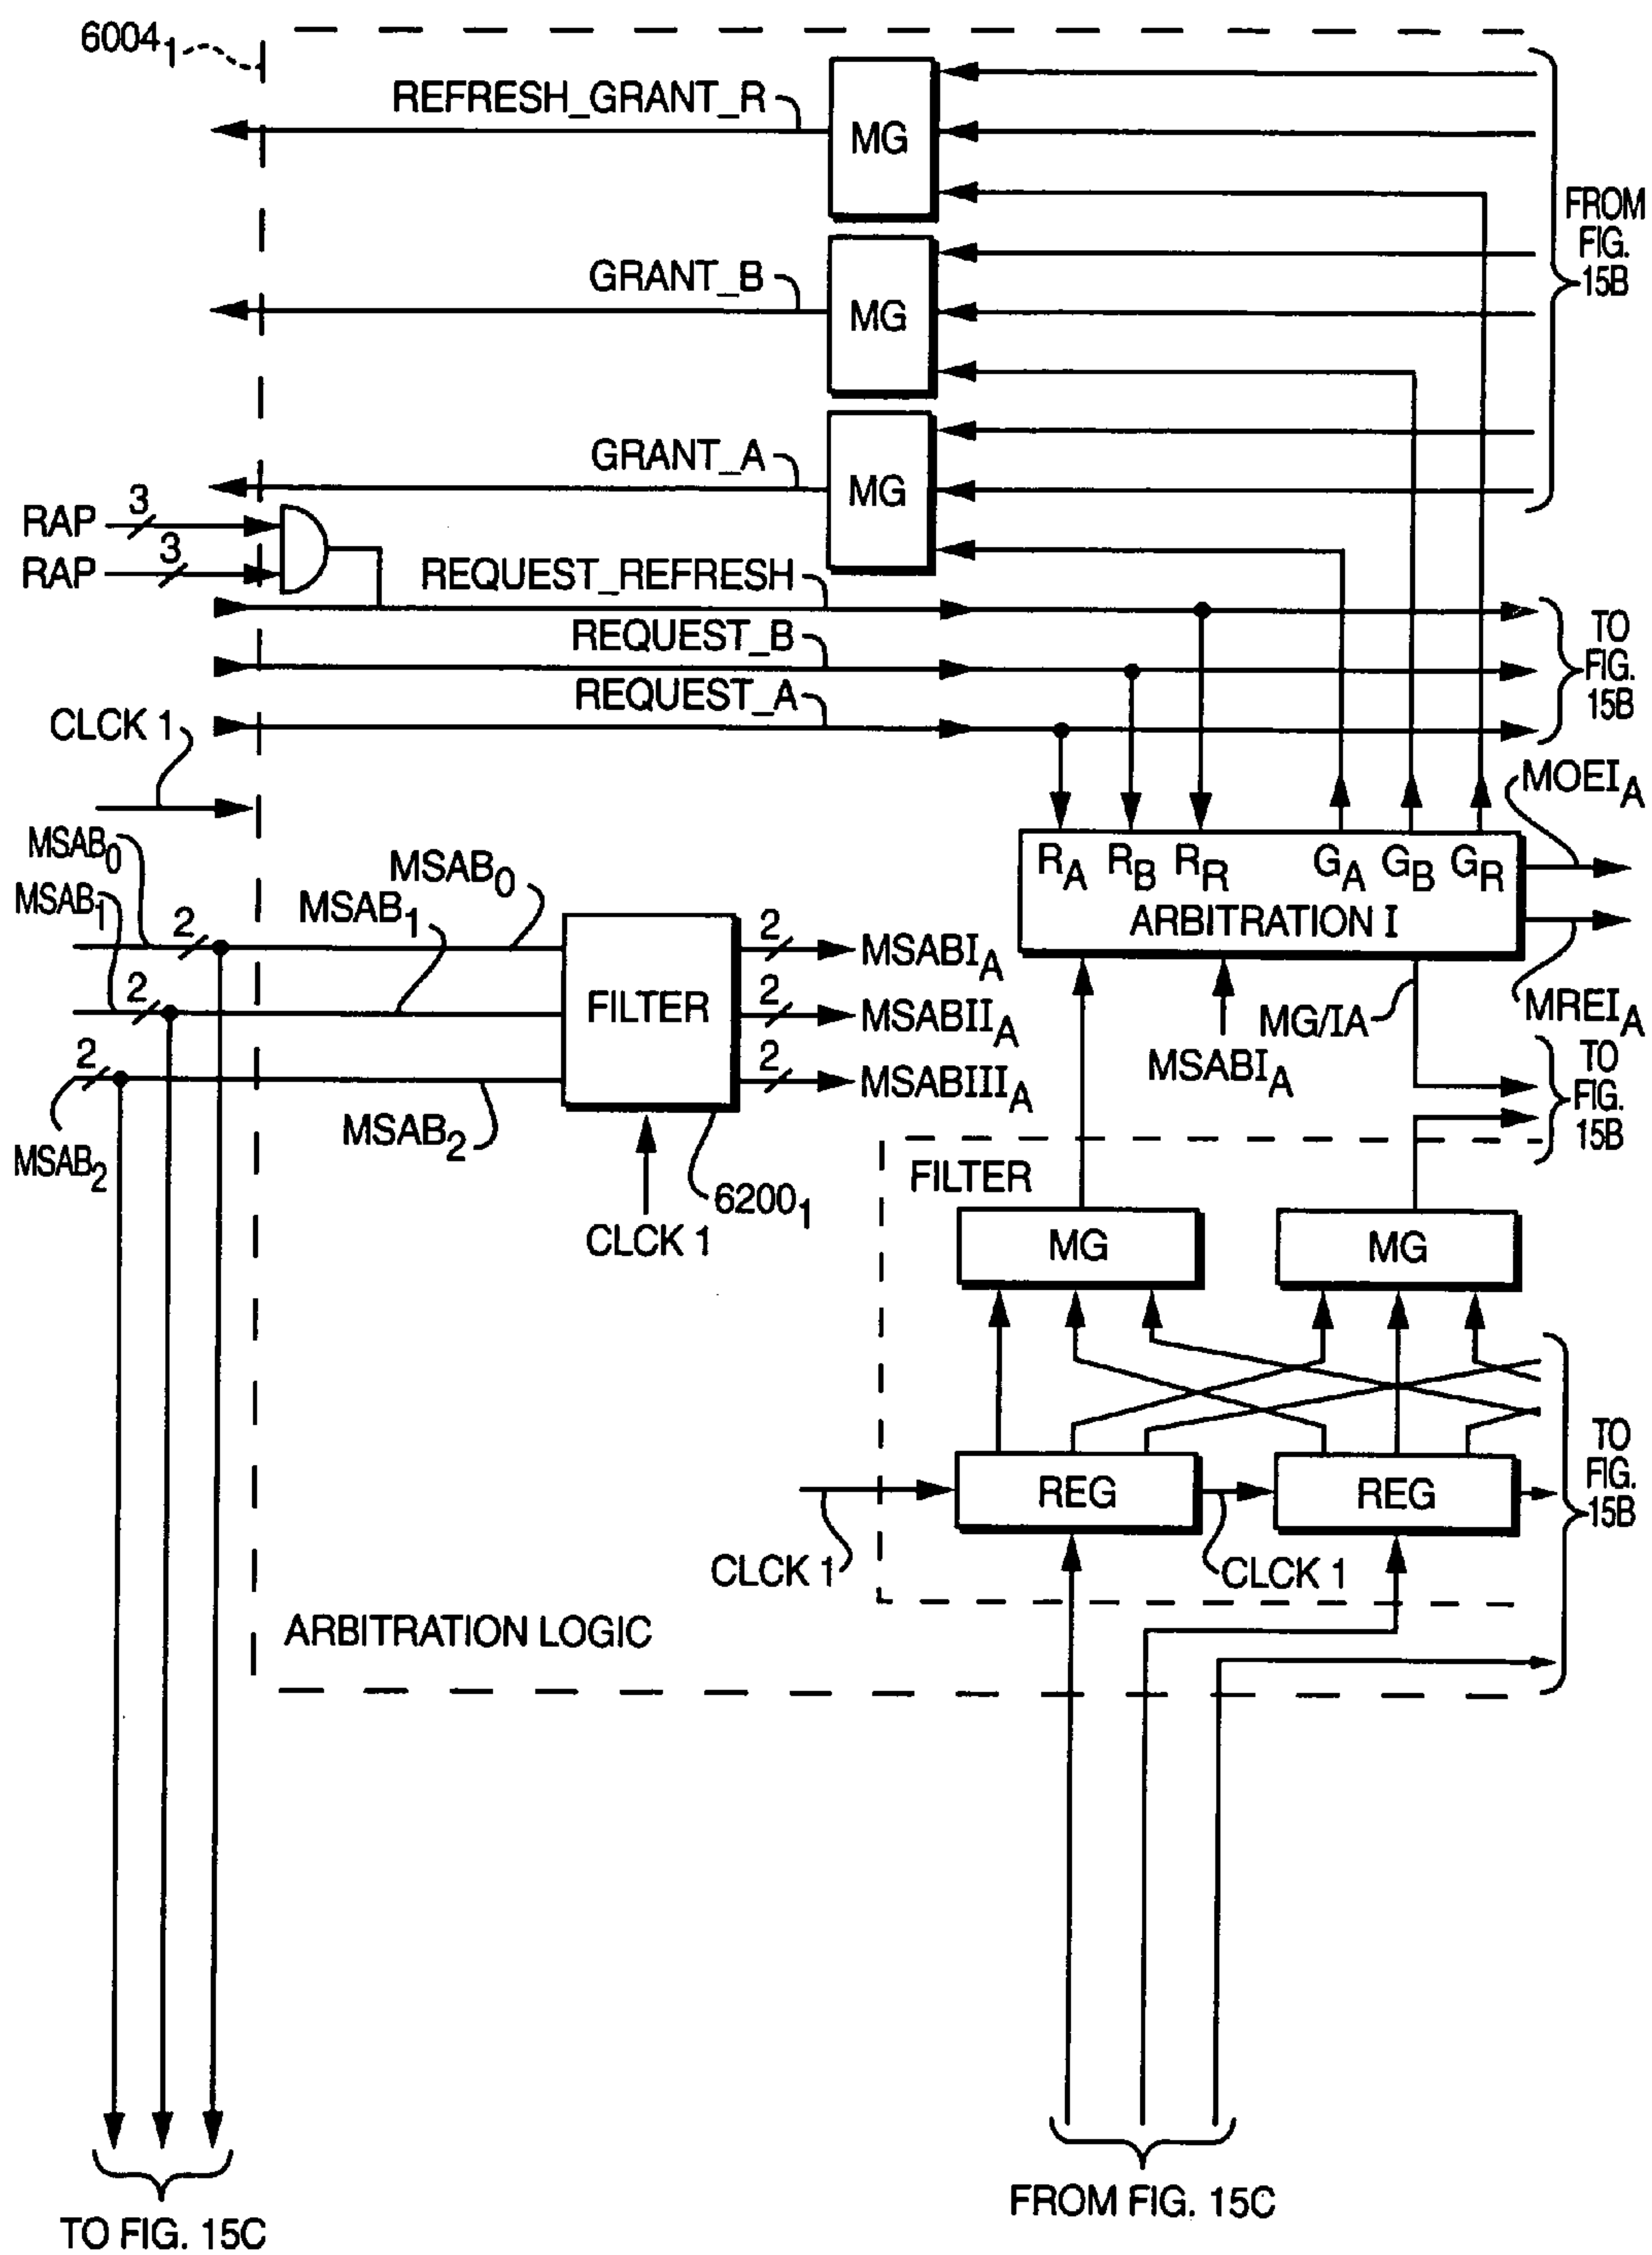 6004₁
REFRESH_GRANT_R
MG
FROM
FIG.
15B
GRANT_B
MG
GRANT_A
MG
RAP 3
RAP 3
REQUEST_REFRESH
REQUEST_B
REQUEST_A
TO
FIG.
15B
CLCK 1
MOEI_A
MSAB₀
MSAB₁
2
2
2
MSAB₂
MSAB₀
MSAB₁
MSAB₂
FILTER
2
MSABI_A
2
MSABII_A
2
MSABIII_A
6200₁
CLCK 1
R_A R_B R_R G_A G_B G_R
ARBITRATION I
MREI_A
MG/IA
MSABI_A
TO
FIG.
15B
FILTER
MG
MG
REG
REG
CLCK 1
CLCK 1
TO
FIG.
15B
ARBITRATION LOGIC
TO FIG. 15C
FROM FIG. 15C